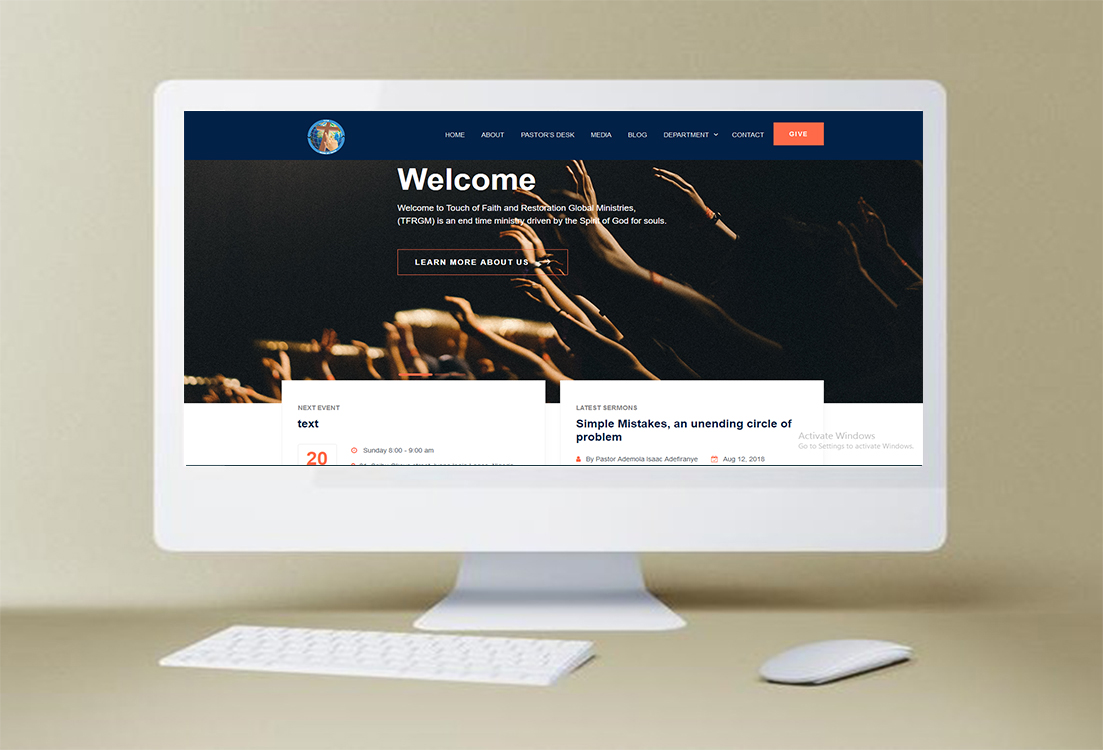 HOME ABOUT PASTOR'S DESK MEDIA BLOG DEPARTMENT CONTACT GIVE
Welcome
Welcome to Touch of Faith and Restoration Global Ministries,
(TFRGM) is an end time ministry driven by the Spirit of God for souls.
LEARN MORE ABOUT US
NEXT EVENT
text
20
Sunday 8:00 - 9:00 am
LATEST SERMONS
Simple Mistakes, an unending circle of
problem
By Pastor Ademola Isaac Adefiranye
Aug 12, 2018
Activate Windows
Go to Settings to activate Windows.